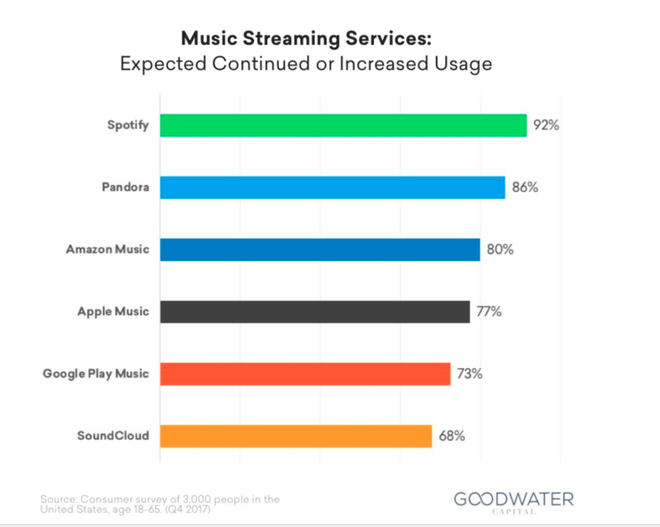 Music Streaming Services:
Expected Continued or Increased Usage
Spotify 92%
Pandora 86%
Amazon Music 80%
Apple Music 77%
Google Play Music 73%
SoundCloud 68%
Source: Consumer survey of 3,000 people in the
United States, age 18-65. (Q4 2017)
GOODWATER
CAPITAL